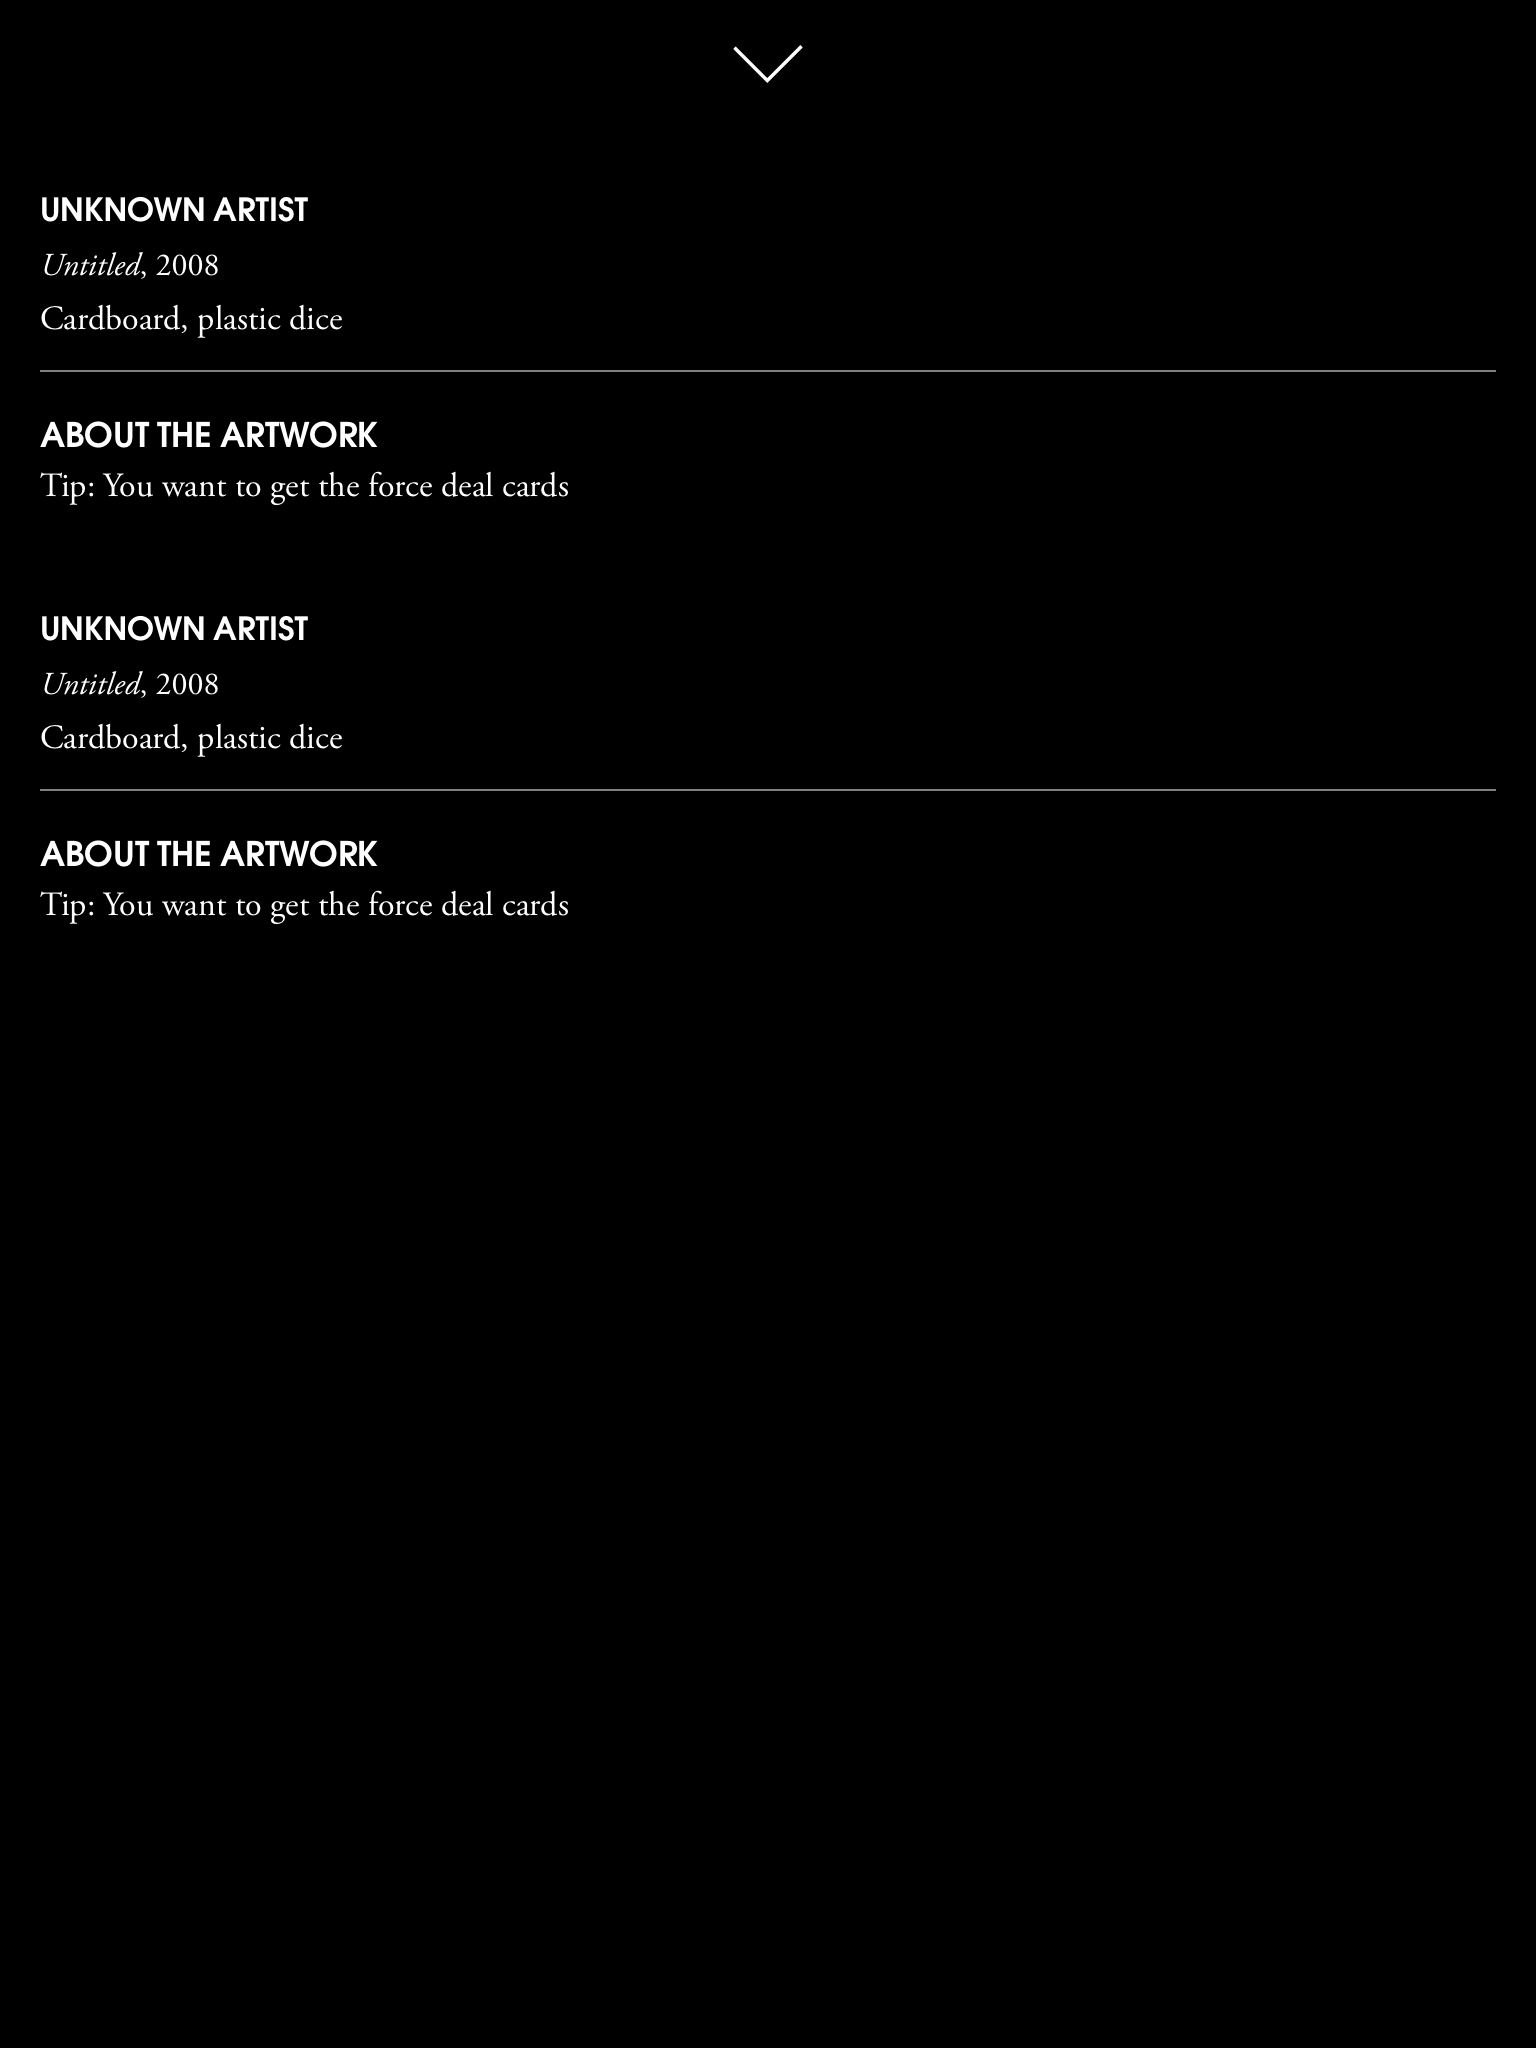 UNKNOWN ARTIST
Untitled, 2008
Cardboard, plastic dice
ABOUT THE ARTWORK
Tip: You want to get the force deal cards
UNKNOWN ARTIST
Untitled, 2008
Cardboard, plastic dice
ABOUT THE ARTWORK
Tip: You want to get the force deal cards